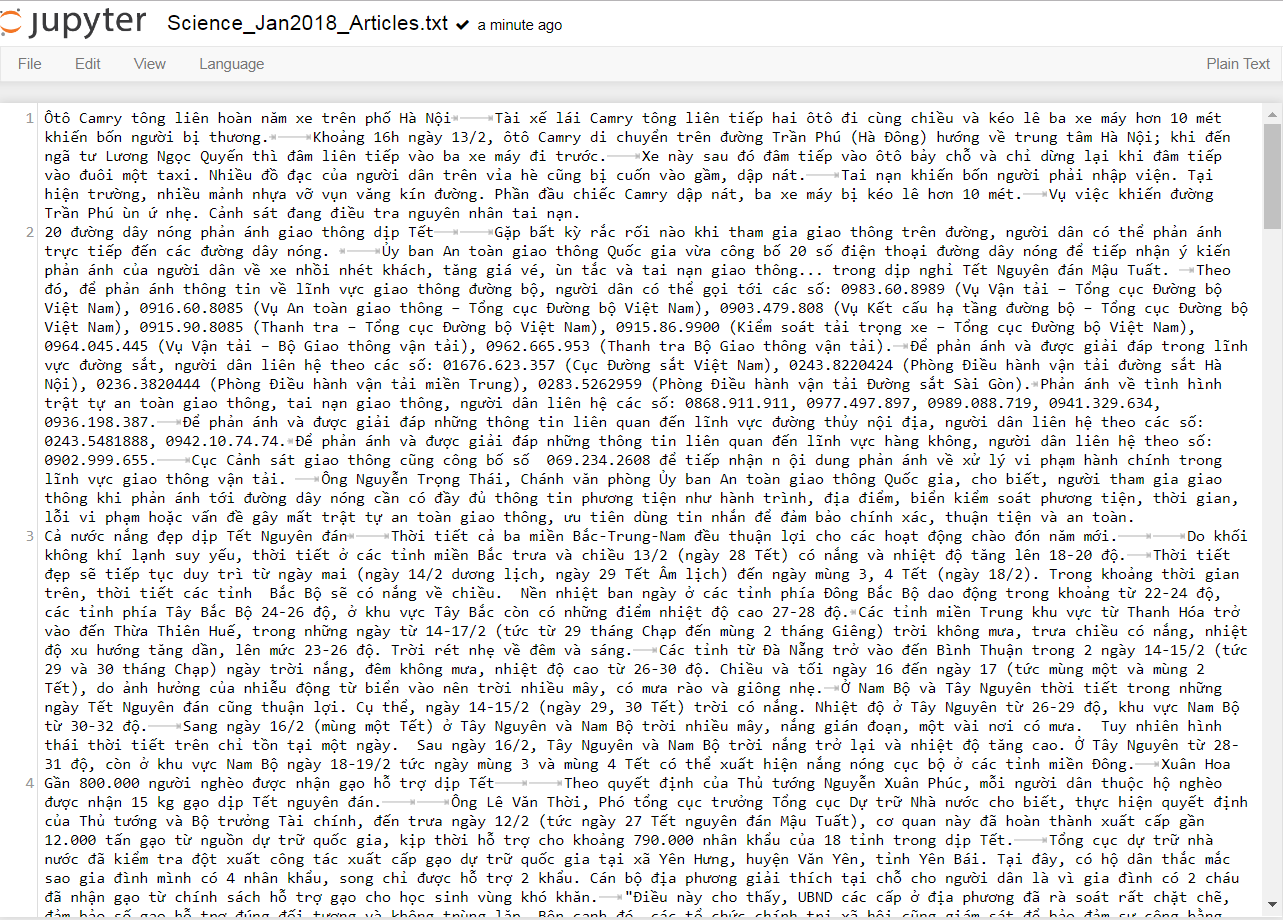 jupyter Science_Jan2018_Articles.txt ✔ a minute ago
File Edit View Language Plain Text
1 Ôtô Camry tông liên hoàn năm xe trên phố Hà Nội Tài xế lái Camry tông liên tiếp hai ôtô đi cùng chiều và kéo lê ba xe máy hơn 10 mét
khiến bốn người bị thương. Khoảng 16h ngày 13/2, ôtô Camry di chuyển trên đường Trần Phú (Hà Đông) hướng về trung tâm Hà Nội; khi đến
ngã tư Lương Ngọc Quyến thì đâm liên tiếp vào ba xe máy đi trước. Xe này sau đó đâm tiếp vào ôtô bảy chỗ và chỉ dừng lại khi đâm tiếp
vào đuôi một taxi. Nhiều đồ đạc của người dân trên vỉa hè cũng bị cuốn vào gầm, dập nát. Tai nạn khiến bốn người phải nhập viện. Tại
hiện trường, nhiều mảnh nhựa vỡ vụn văng kín đường. Phần đầu chiếc Camry dập nát, ba xe máy bị kéo lê hơn 10 mét. Vụ việc khiến đường
Trần Phú ùn ứ nhẹ. Cảnh sát đang điều tra nguyên nhân tai nạn.
2 20 đường dây nóng phản ánh giao thông dịp Tết Gặp bất kỳ rắc rối nào khi tham gia giao thông trên đường, người dân có thể phản ánh
trực tiếp đến các đường dây nóng. Ủy ban An toàn giao thông Quốc gia vừa công bố 20 số điện thoại đường dây nóng để tiếp nhận ý kiến
phản ánh của người dân về xe nhồi nhét khách, tăng giá vé, ùn tắc và tai nạn giao thông... trong dịp nghỉ Tết Nguyên đán Mậu Tuất. Theo
đó, để phản ánh thông tin về lĩnh vực giao thông đường bộ, người dân có thể gọi tới các số: 0983.60.8989 (Vụ Vận tải – Tổng cục Đường bộ
Việt Nam), 0916.60.8085 (Vụ An toàn giao thông – Tổng cục Đường bộ Việt Nam), 0903.479.808 (Vụ Kết cấu hạ tầng đường bộ – Tổng cục Đường bộ
Việt Nam), 0915.90.8085 (Thanh tra – Tổng cục Đường bộ Việt Nam), 0915.86.9900 (Kiểm soát tải trọng xe – Tổng cục Đường bộ Việt Nam),
0964.045.445 (Vụ Vận tải – Bộ Giao thông vận tải), 0962.665.953 (Thanh tra Bộ Giao thông vận tải). Để phản ánh và được giải đáp trong lĩnh
vực đường sắt, người dân liên hệ theo các số: 01676.623.357 (Cục Đường sắt Việt Nam), 0243.8220424 (Phòng Điều hành vận tải đường sắt Hà
Nội), 0236.3820444 (Phòng Điều hành vận tải miền Trung), 0283.5262959 (Phòng Điều hành vận tải Đường sắt Sài Gòn). Phản ánh về tình hình
trật tự an toàn giao thông, tai nạn giao thông, người dân liên hệ các số: 0868.911.911, 0977.497.897, 0989.088.719, 0941.329.634,
0936.198.387. Để phản ánh và được giải đáp những thông tin liên quan đến lĩnh vực đường thủy nội địa, người dân liên hệ theo các số:
0243.5481888, 0942.10.74.74. Để phản ánh và được giải đáp những thông tin liên quan đến lĩnh vực hàng không, người dân liên hệ theo số:
0902.999.655. Cục Cảnh sát giao thông cũng công bố số 069.234.2608 để tiếp nhận n ội dung phản ánh về xử lý vi phạm hành chính trong
lĩnh vực giao thông vận tải. Ông Nguyễn Trọng Thái, Chánh văn phòng Ủy ban An toàn giao thông Quốc gia, cho biết, người tham gia giao
thông khi phản ánh tới đường dây nóng cần có đầy đủ thông tin phương tiện như hành trình, địa điểm, biển kiểm soát phương tiện, thời gian,
lỗi vi phạm hoặc vấn đề gây mất trật tự an toàn giao thông, ưu tiên dùng tin nhắn để đảm bảo chính xác, thuận tiện và an toàn.
3 Cả nước nắng đẹp dịp Tết Nguyên đán Thời tiết cả ba miền Bắc-Trung-Nam đều thuận lợi cho các hoạt động chào đón năm mới. Do khối
không khí lạnh suy yếu, thời tiết ở các tỉnh miền Bắc trưa và chiều 13/2 (ngày 28 Tết) có nắng và nhiệt độ tăng lên 18-20 độ. Thời tiết
đẹp sẽ tiếp tục duy trì từ ngày mai (ngày 14/2 dương lịch, ngày 29 Tết Âm lịch) đến ngày mùng 3, 4 Tết (ngày 18/2). Trong khoảng thời gian
trên, thời tiết các tỉnh Bắc Bộ sẽ có nắng về chiều. Nền nhiệt ban ngày ở các tỉnh phía Đông Bắc Bộ dao động trong khoảng từ 22-24 độ,
các tỉnh phía Tây Bắc Bộ 24-26 độ, ở khu vực Tây Bắc còn có những điểm nhiệt độ cao 27-28 độ. Các tỉnh miền Trung khu vực từ Thanh Hóa trở
vào đến Thừa Thiên Huế, trong những ngày từ 14-17/2 (tức từ 29 tháng Chạp đến mùng 2 tháng Giêng) trời không mưa, trưa chiều có nắng, nhiệt
độ xu hướng tăng dần, lên mức 23-26 độ. Trời rét nhẹ về đêm và sáng. Các tỉnh từ Đà Nẵng trở vào đến Bình Thuận trong 2 ngày 14-15/2 (tức
29 và 30 tháng Chạp) ngày trời nắng, đêm không mưa, nhiệt độ cao từ 26-30 độ. Chiều và tối ngày 16 đến ngày 17 (tức mùng một và mùng 2
Tết), do ảnh hưởng của nhiễu động từ biển vào nên trời nhiều mây, có mưa rào và giông nhẹ. Ở Nam Bộ và Tây Nguyên thời tiết trong những
ngày Tết Nguyên đán cũng thuận lợi. Cụ thể, ngày 14-15/2 (ngày 29, 30 Tết) trời có nắng. Nhiệt độ ở Tây Nguyên từ 26-29 độ, khu vực Nam Bộ
từ 30-32 độ. Sang ngày 16/2 (mùng một Tết) ở Tây Nguyên và Nam Bộ trời nhiều mây, nắng gián đoạn, một vài nơi có mưa. Tuy nhiên hình
thái thời tiết trên chỉ tồn tại một ngày. Sau ngày 16/2, Tây Nguyên và Nam Bộ trời nắng trở lại và nhiệt độ tăng cao. Ở Tây Nguyên từ 28-
31 độ, còn ở khu vực Nam Bộ ngày 18-19/2 tức ngày mùng 3 và mùng 4 Tết có thể xuất hiện nắng nóng cục bộ ở các tỉnh miền Đông. Xuân Hoa
4 Gần 800.000 người nghèo được nhận gạo hỗ trợ dịp Tết Theo quyết định của Thủ tướng Nguyễn Xuân Phúc, mỗi người dân thuộc hộ nghèo
được nhận 15 kg gạo dịp Tết nguyên đán. Ông Lê Văn Thời, Phó tổng cục trưởng Tổng cục Dự trữ Nhà nước cho biết, thực hiện quyết định
của Thủ tướng và Bộ trưởng Tài chính, đến trưa ngày 12/2 (tức ngày 27 Tết nguyên đán Mậu Tuất), cơ quan này đã hoàn thành xuất cấp gần
12.000 tấn gạo từ nguồn dự trữ quốc gia, kịp thời hỗ trợ cho khoảng 790.000 nhân khẩu của 18 tỉnh trong dịp Tết. Tổng cục dự trữ nhà
nước đã kiểm tra đột xuất công tác xuất cấp gạo dự trữ quốc gia tại xã Yên Hưng, huyện Văn Yên, tỉnh Yên Bái. Tại đây, có hộ dân thắc mắc
sao gia đình mình có 4 nhân khẩu, song chỉ được hỗ trợ 2 khẩu. Cán bộ địa phương giải thích tại chỗ cho người dân là vì gia đình có 2 cháu
đã nhận gạo từ chính sách hỗ trợ gạo cho học sinh vùng khó khăn. "Điều này cho thấy, UBND các cấp ở địa phương đã rà soát rất chặt chẽ,
đảm bảo số gạo hỗ trợ đúng đối tượng và không trùng lặp. Bên cạnh đó, các tổ chức chính trị xã hội cũng giám sát để bảo đảm sự công bằng